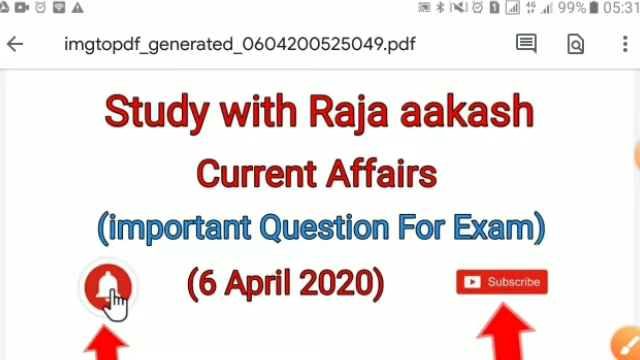 99% 05:31
imgtopdf_generated_0604200525049.pdf
Study with Raja aakash
Current Affairs
(important Question For Exam)
(6 April 2020)
Subscribe